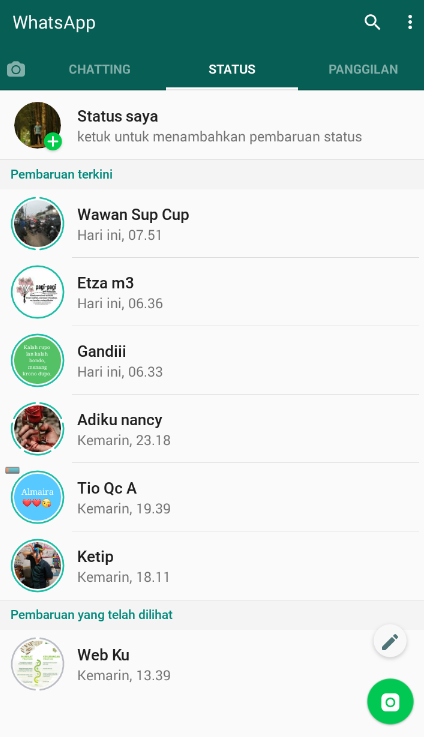 WhatsApp
CHATTING
STATUS
PANGGILAN
Status saya
ketuk untuk menambahkan pembaruan status
Pembaruan terkini
Wawan Sup Cup
Hari ini, 07.51
Etza m3
Hari ini, 06.36
Gandiii
Hari ini, 06.33
Adiku nancy
Kemarin, 23.18
Almaira
Tio Qc A
Kemarin, 19.39
Ketip
Kemarin, 18.11
Pembaruan yang telah dilihat
Web Ku
Kemarin, 13.39